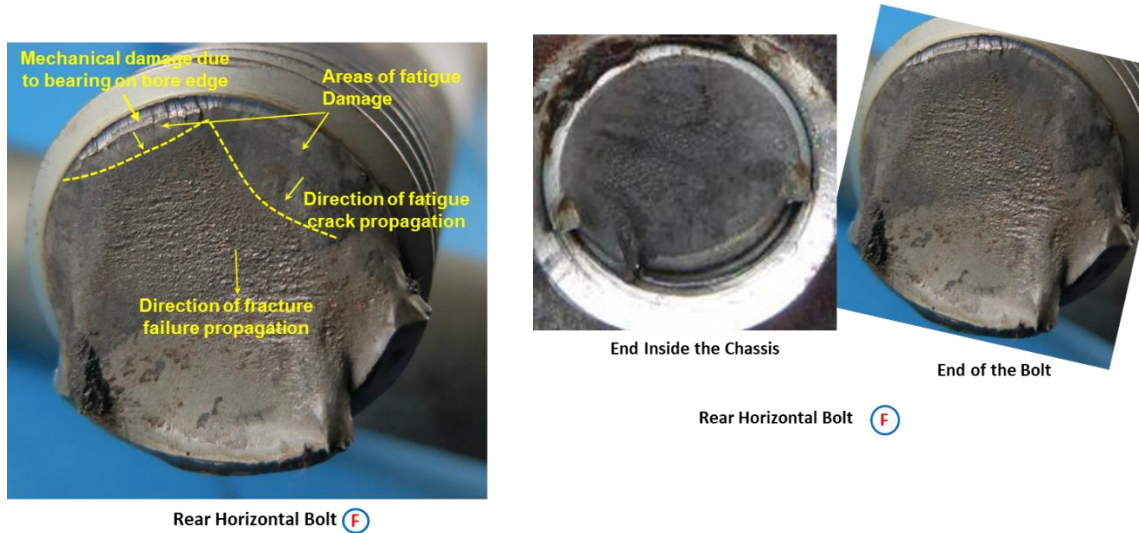 Mechanical damage due
to bearing on bore edge
Areas of fatigue
Damage
Direction of fatigue
crack propagation
Direction of fracture
failure propagation
Rear Horizontal Bolt F
End Inside the Chassis
End of the Bolt
Rear Horizontal Bolt F